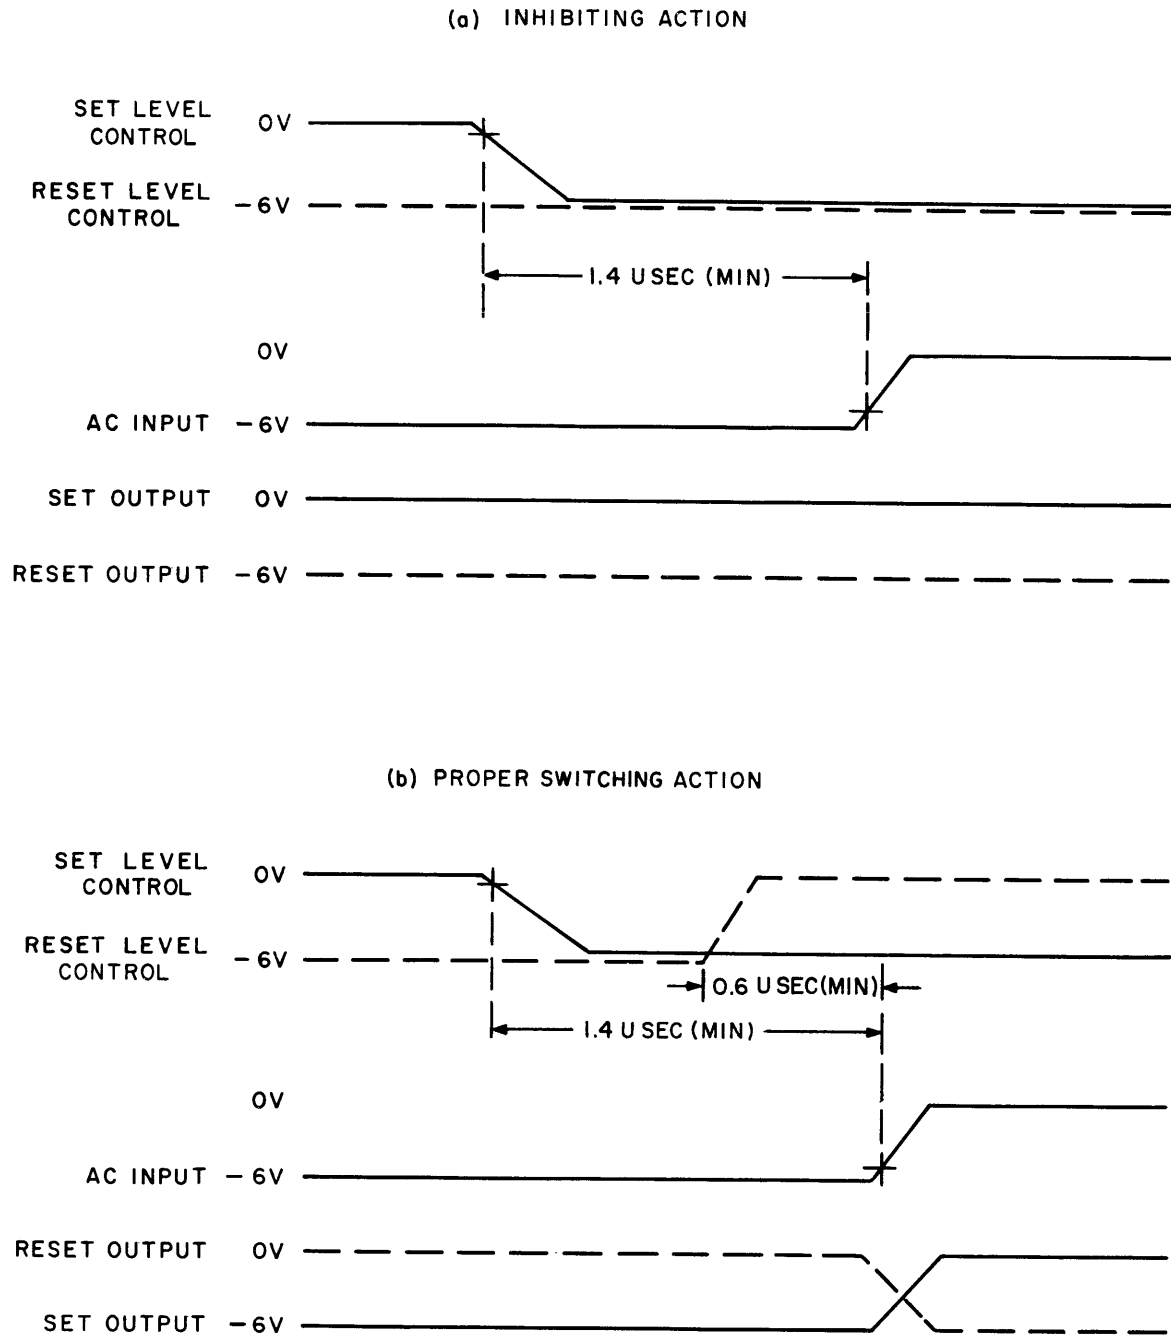 (a) INHIBITING ACTION
SET LEVEL
CONTROL
0V
RESET LEVEL
CONTROL
-6V
1.4 USEC (MIN)
0V
AC INPUT -6V
SET OUTPUT 0V
RESET OUTPUT -6V
(b) PROPER SWITCHING ACTION
SET LEVEL
CONTROL
0V
RESET LEVEL
CONTROL
-6V
0.6 USEC(MIN)
1.4 USEC (MIN)
0V
AC INPUT -6V
RESET OUTPUT 0V
SET OUTPUT -6V